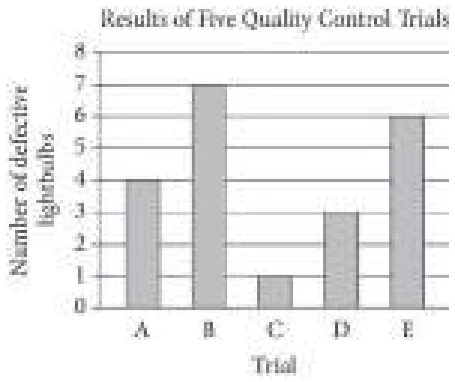 Results of Five Quality Control Trials
Number of defective
lightbulbs
8
7
6
5
4
3
2
1
0
A B C D E
Trial